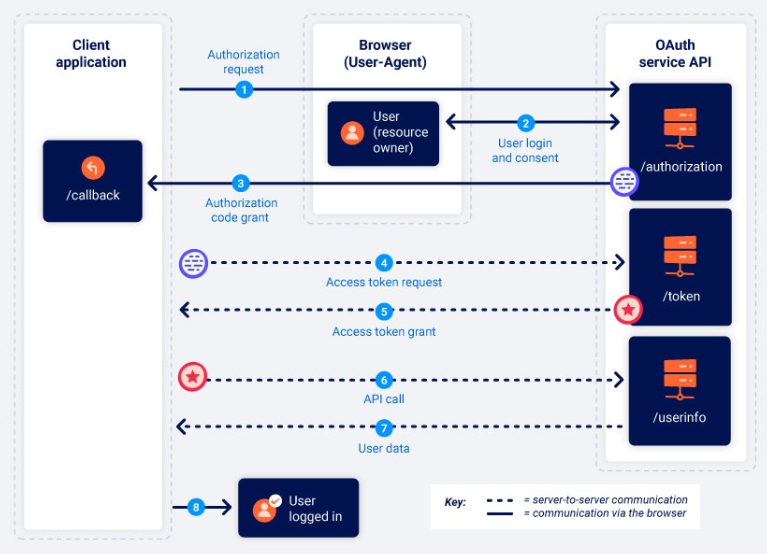 Client
application
Browser
(User-Agent)
OAuth
service API
Authorization
request
1
User
(resource
owner)
2
User login
and consent
/authorization
/callback
3
Authorization
code grant
4
Access token request
/token
5
Access token grant
6
API call
/userinfo
7
User data
8
User
logged in
Key:
= server-to-server communication
= communication via the browser